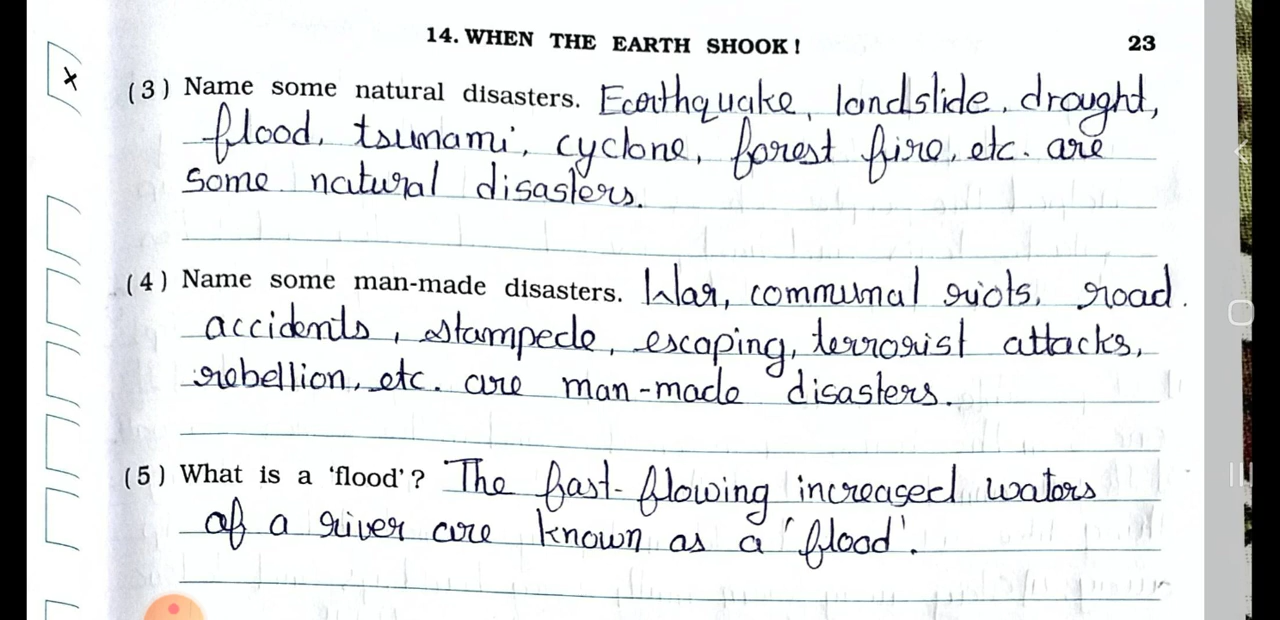 14. WHEN THE EARTH SHOOK! 23
(3) Name some natural disasters. Earthquake, landslide, drought,
flood, tsunami, cyclone, forest fire, etc. are
some natural disasters.
(4) Name some man-made disasters. War, communal riots, road
accidents, stampede, escaping, terrorist attacks,
rebellion, etc. are man-made disasters.
(5) What is a 'flood'? The fast-flowing increased waters
of a river are known as a 'flood'.